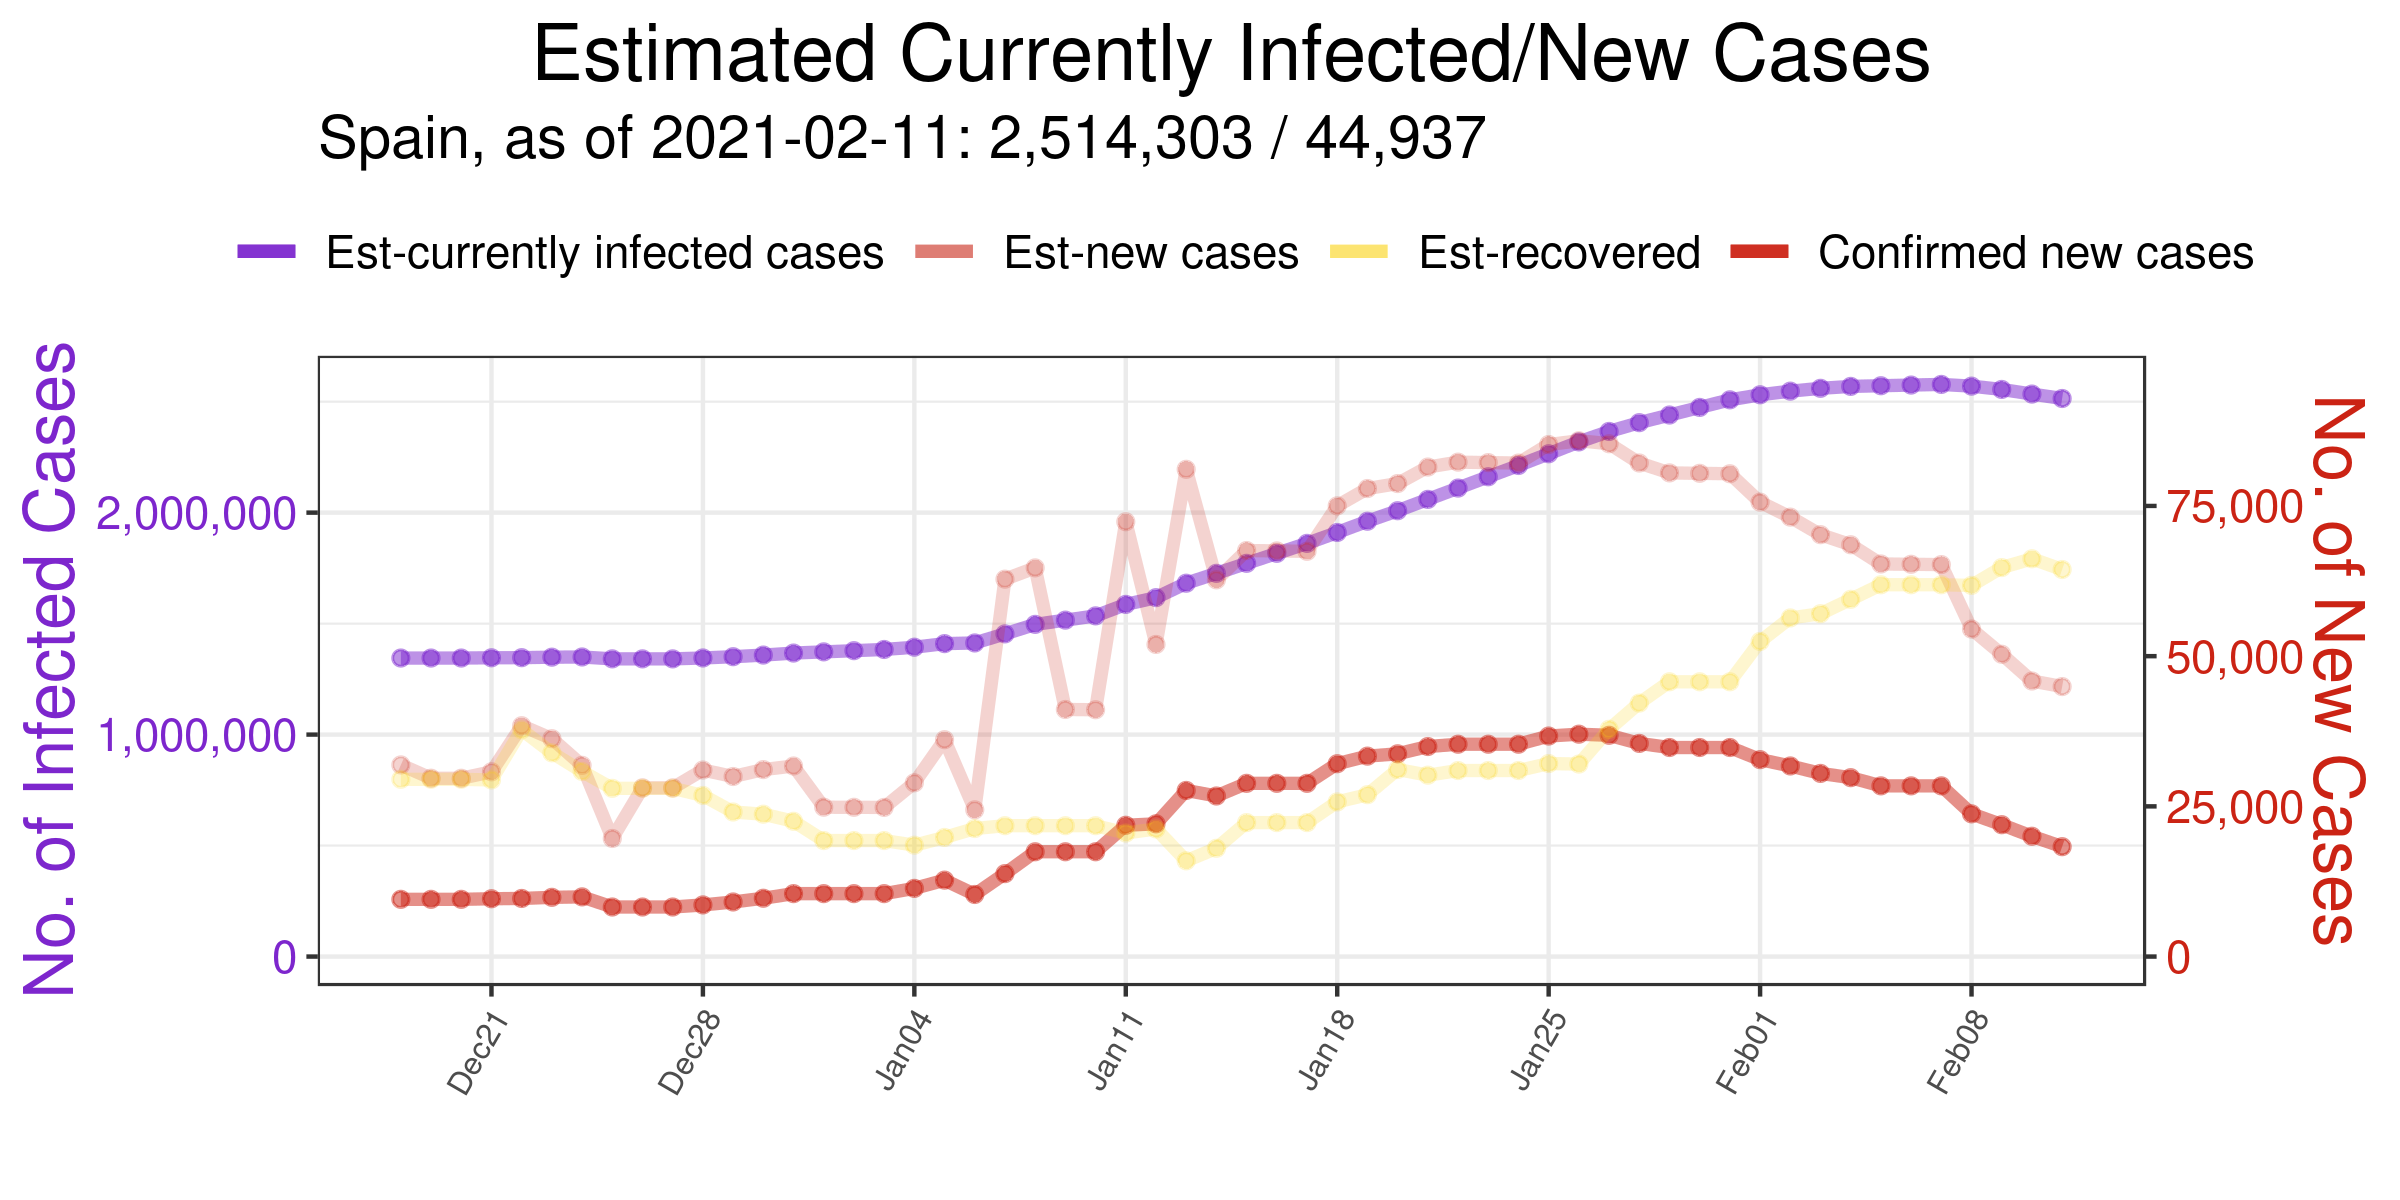 Estimated Currently Infected/New Cases
Spain, as of 2021-02-11: 2,514,303 / 44,937
Est-currently infected cases Est-new cases Est-recovered Confirmed new cases
No. of Infected Cases
2,000,000
1,000,000
0
75,000
50,000
25,000
0
No. of New Cases
Dec21 Dec28 Jan04 Jan11 Jan18 Jan25 Feb01 Feb08